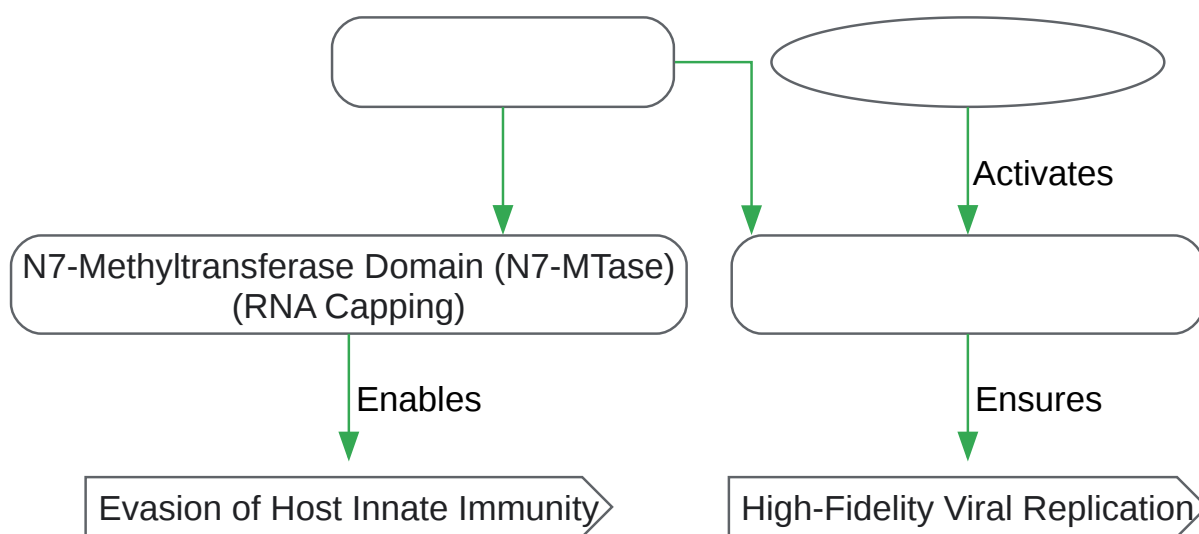 Activates
N7-Methyltransferase Domain (N7-MTase)
(RNA Capping)
Enables
Ensures
Evasion of Host Innate Immunity
High-Fidelity Viral Replication